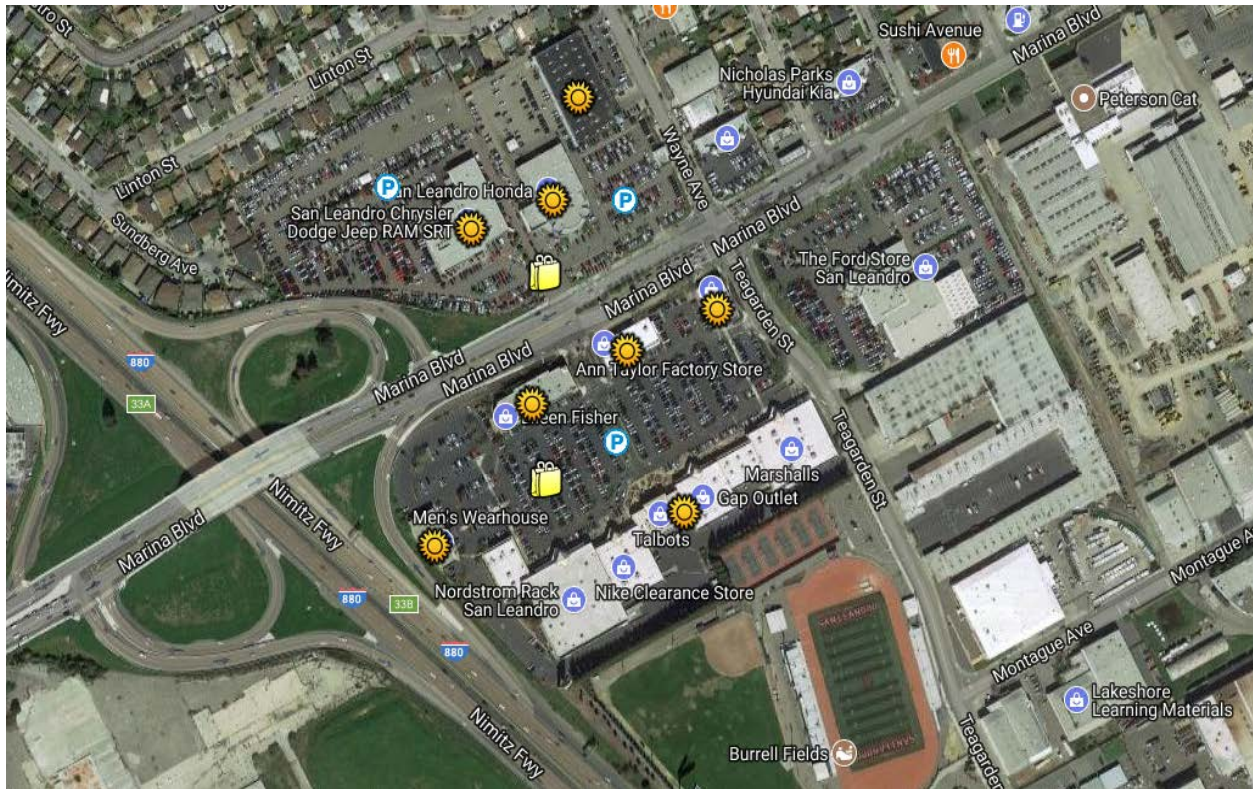 Sushi Avenue
Marina Blvd
Linton St
Nicholas Parks
Hyundai Kia
Peterson Cat
Wayne Ave
Linton St
P
San Leandro Honda
P
San Leandro Chrysler
Dodge Jeep RAM SRT
Sundberg Ave
Marina Blvd
The Ford Store
San Leandro
Teagarden St
Marina Blvd
Nimitz Fwy
880
Marina Blvd
Marina Blvd
Ann Taylor Factory Store
33A
Eileen Fisher
P
Teagarden St
Marshalls
Gap Outlet
Nimitz Fwy
Men's Wearhouse
Talbots
Marina Blvd
Montague A
Nordstrom Rack
San Leandro
Nike Clearance Store
880
33B
SAN LEANDRO
Montague Ave
880
Lakeshore
Learning Materials
Nimitz Fwy
Burrell Fields
Teagarden